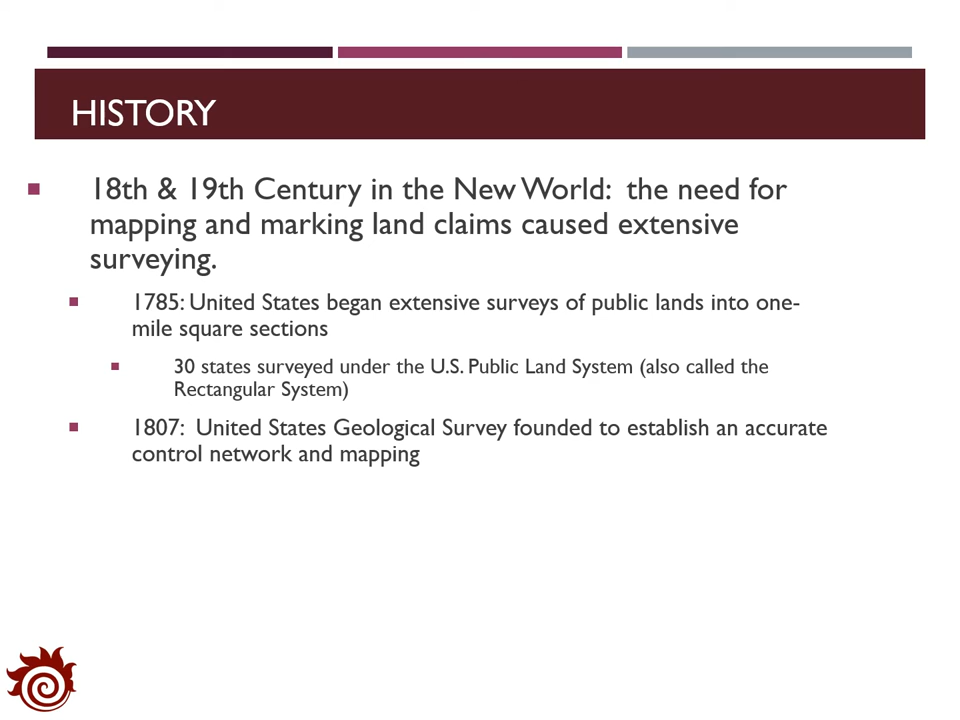 HISTORY
18th & 19th Century in the New World: the need for
mapping and marking land claims caused extensive
surveying.
1785: United States began extensive surveys of public lands into one-
mile square sections
30 states surveyed under the U.S. Public Land System (also called the
Rectangular System)
1807: United States Geological Survey founded to establish an accurate
control network and mapping